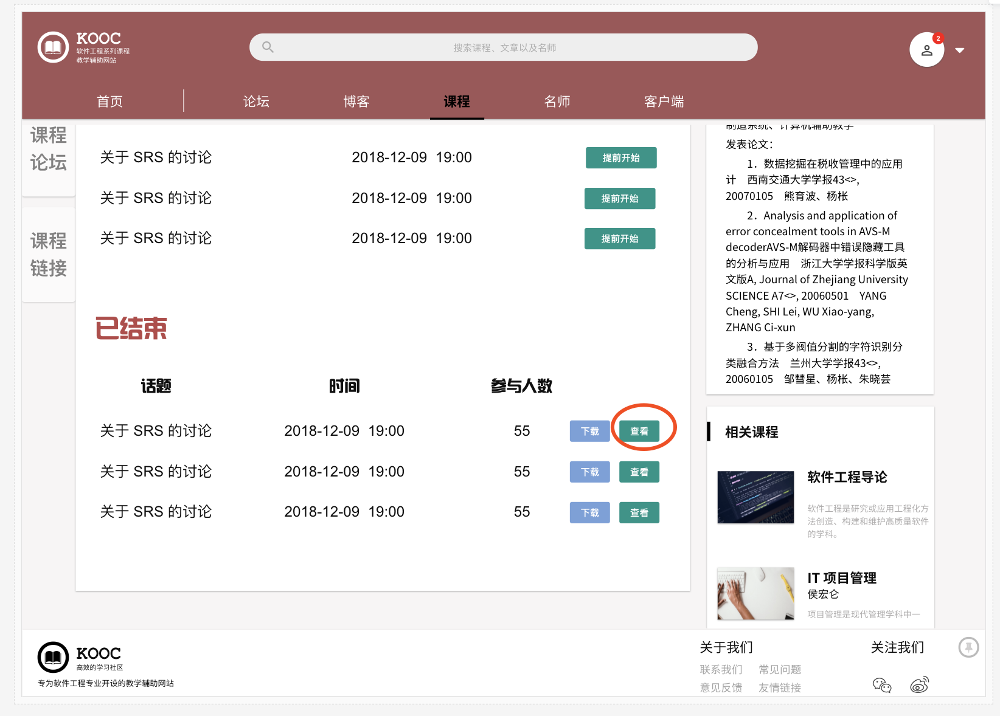 KOOC
软件工程系列课程
教学辅助网站
搜索课程、文章以及名师
2
首页
论坛
博客
课程
名师
客户端
课程
论坛
课程
链接
关于 SRS 的讨论 2018-12-09 19:00 提前开始
关于 SRS 的讨论 2018-12-09 19:00 提前开始
关于 SRS 的讨论 2018-12-09 19:00 提前开始
已结束
话题 时间 参与人数
关于 SRS 的讨论 2018-12-09 19:00 55 下载 查看
关于 SRS 的讨论 2018-12-09 19:00 55 下载 查看
关于 SRS 的讨论 2018-12-09 19:00 55 下载 查看
制造系统、计算机辅助教学
发表论文：
1. 数据挖掘在税收管理中的应用
计 西南交通大学学报43<>,
20070105 熊育波、杨枨
2. Analysis and application of
error concealment tools in AVS-M
decoderAVS-M解码器中错误隐藏工具
的分析与应用 浙江大学学报科学版英
文版A, Journal of Zhejiang University
SCIENCE A7<>, 20060501 YANG
Cheng, SHI Lei, WU Xiao-yang,
ZHANG Ci-xun
3. 基于多阀值分割的字符识别分
类融合方法 兰州大学学报43<>,
20060105 邹彗星、杨枨、朱晓芸
相关课程
软件工程导论
软件工程是研究或应用工程化方
法创造、构建和维护高质量软件
的学科。
IT 项目管理
侯宏仑
项目管理是现代管理学科中一
KOOC
高效的学习社区
专为软件工程专业开设的教学辅助网站
关于我们
联系我们 常见问题
意见反馈 友情链接
关注我们